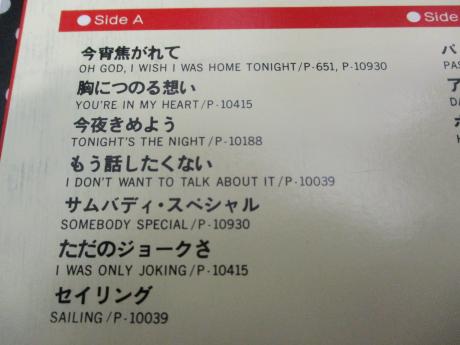 ● Side A
今宵焦がれて
OH GOD, I WISH I WAS HOME TONIGHT/P-651, P-10930
胸につのる想い
YOU'RE IN MY HEART/P-10415
今夜きめよう
TONIGHT'S THE NIGHT/P-10188
もう話したくない
I DON'T WANT TO TALK ABOUT IT/P-10039
サムバディ・スペシャル
SOMEBODY SPECIAL/P-10930
ただのジョークさ
I WAS ONLY JOKING/P-10415
セイリング
SAILING/P-10039
● Side